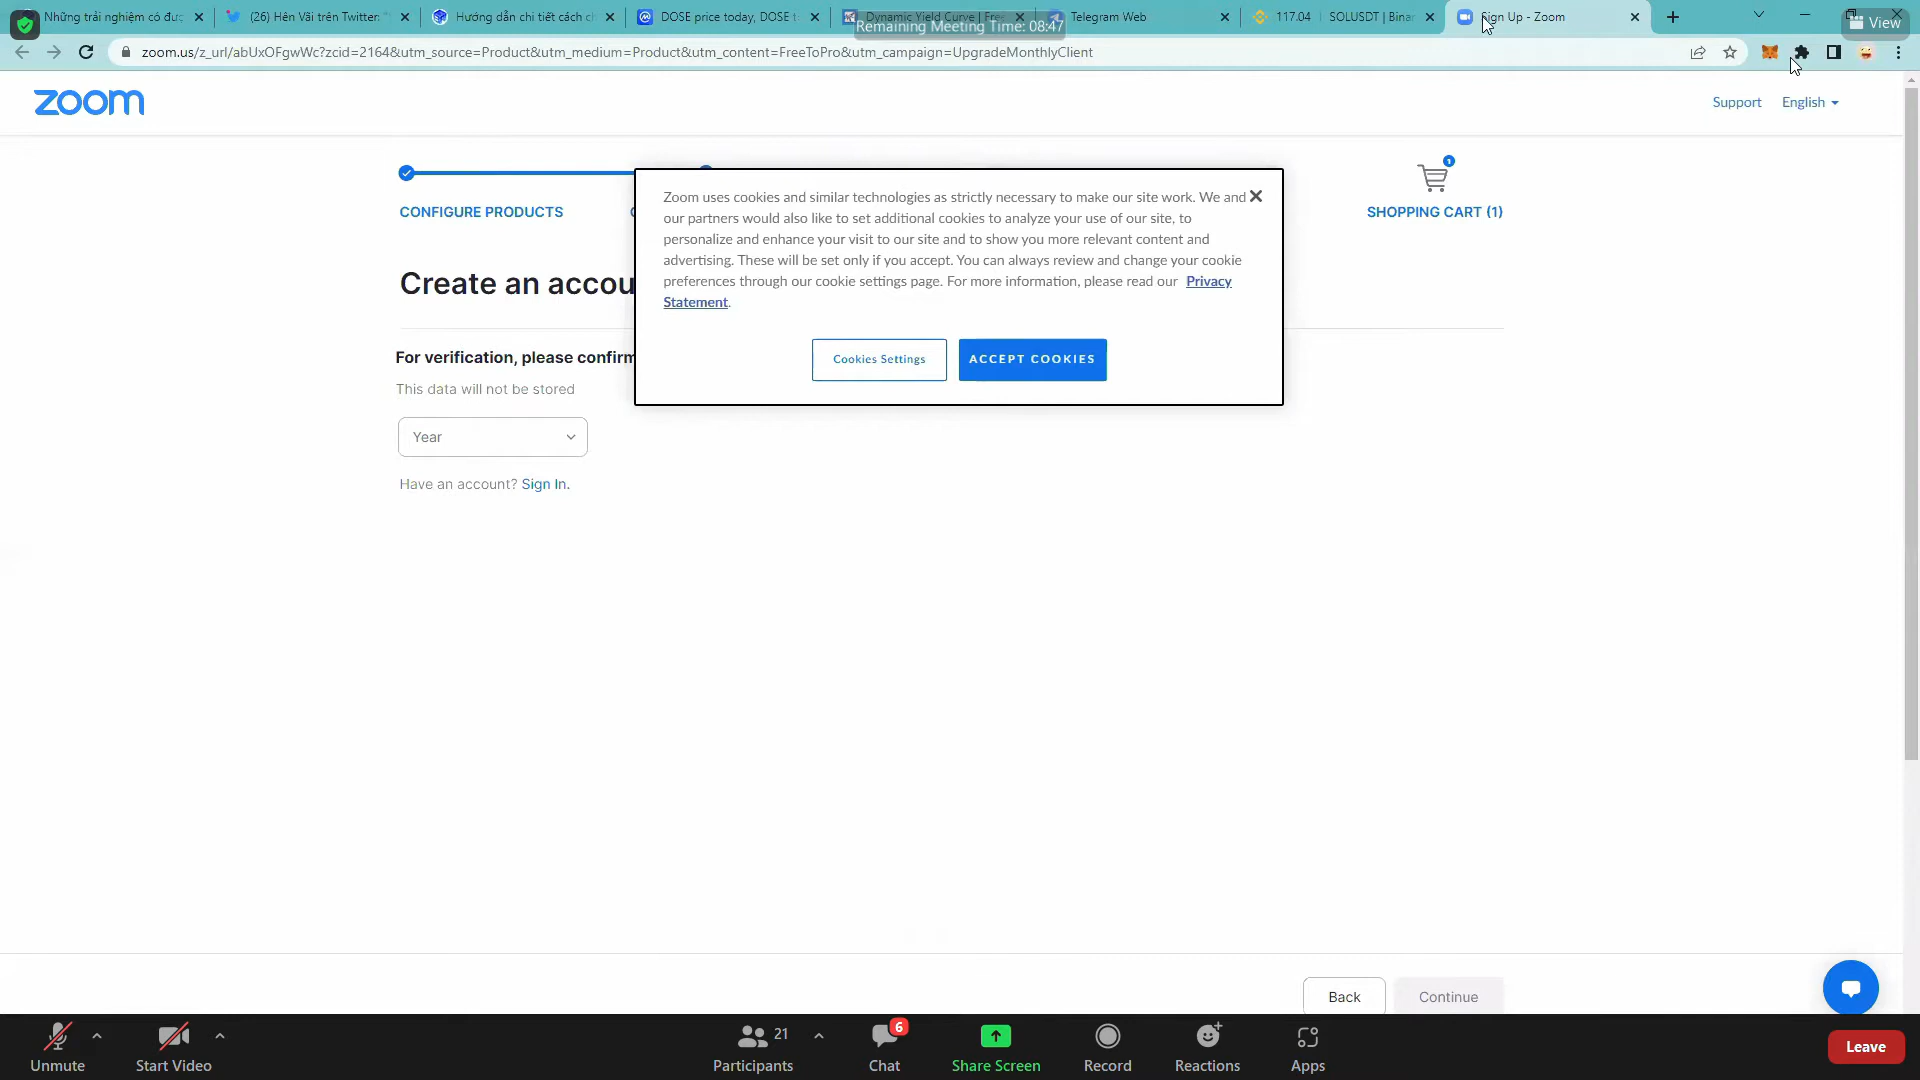 Những trải nghiệm có đượ
(26) Hên Vãi trên Twitter: "
Hướng dẫn chi tiết cách ch
DOSE price today, DOSE t
Dynamic Yield Curve | Fre
Telegram Web
117.04 | SOLUSDT | Binan
Sign Up - Zoom
Remaining Meeting Time: 08:47
View
zoom.us/z_url/abUxOFgwWc?zcid=2164&utm_source=Product&utm_medium=Product&utm_content=FreeToPro&utm_campaign=UpgradeMonthlyClient
zoom
Support
English
CONFIGURE PRODUCTS
1
SHOPPING CART (1)
Zoom uses cookies and similar technologies as strictly necessary to make our site work. We and
our partners would also like to set additional cookies to analyze your use of our site, to
personalize and enhance your visit to our site and to show you more relevant content and
advertising. These will be set only if you accept. You can always review and change your cookie
preferences through our cookie settings page. For more information, please read our Privacy
Statement.
Cookies Settings
ACCEPT COOKIES
Create an accou
For verification, please confirm
This data will not be stored
Year
Have an account? Sign In.
Back
Continue
Unmute
Start Video
21
Participants
6
Chat
Share Screen
Record
Reactions
Apps
Leave